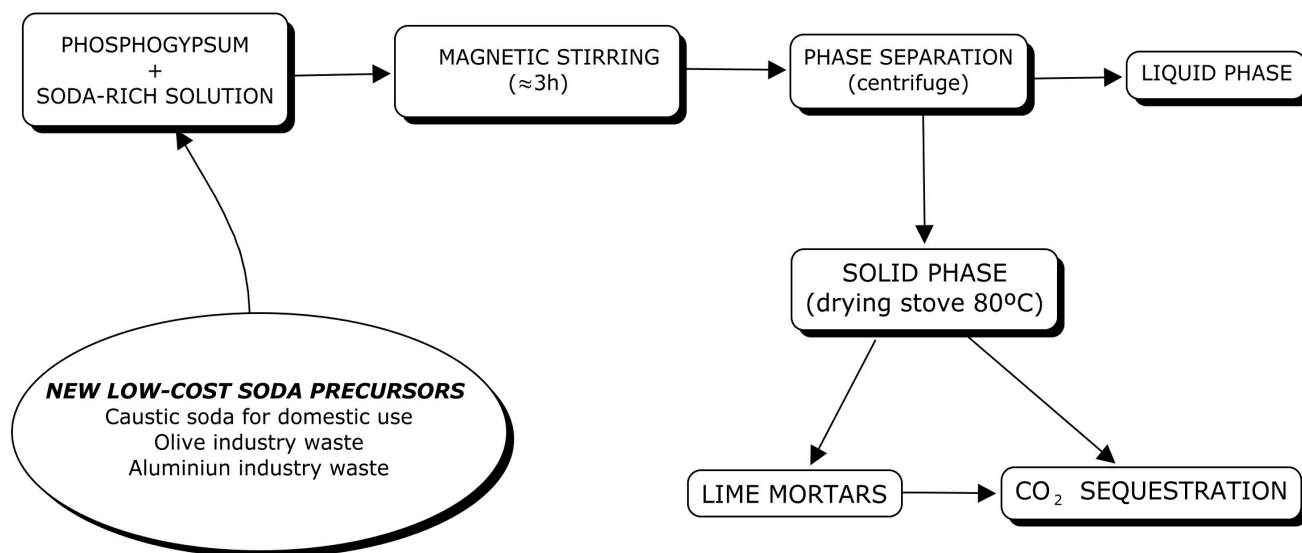 PHOSPHOGYPSUM
+
SODA-RICH SOLUTION
MAGNETIC STIRRING
(≈3h)
PHASE SEPARATION
(centrifuge)
LIQUID PHASE
SOLID PHASE
(drying stove 80ºC)
NEW LOW-COST SODA PRECURSORS
Caustic soda for domestic use
Olive industry waste
Aluminiun industry waste
LIME MORTARS
CO₂ SEQUESTRATION